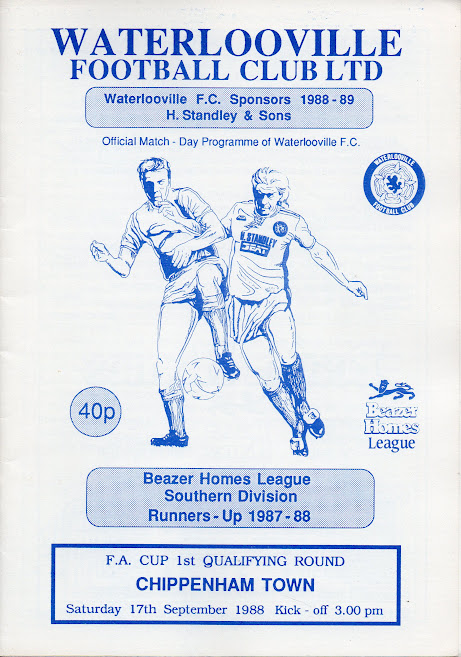 WATERLOOVILLE
FOOTBALL CLUB LTD
Waterlooville F.C. Sponsors 1988-89
H. Standley & Sons
Official Match - Day Programme of Waterlooville F.C.
WATERLOOVILLE
FOOTBALL CLUB
H. STANDLEY
SEAT
40p
Beazer
Homes
League
Beazer Homes League
Southern Division
Runners-Up 1987-88
F.A. CUP 1st QUALIFYING ROUND
CHIPPENHAM TOWN
Saturday 17th September 1988 Kick - off 3.00 pm